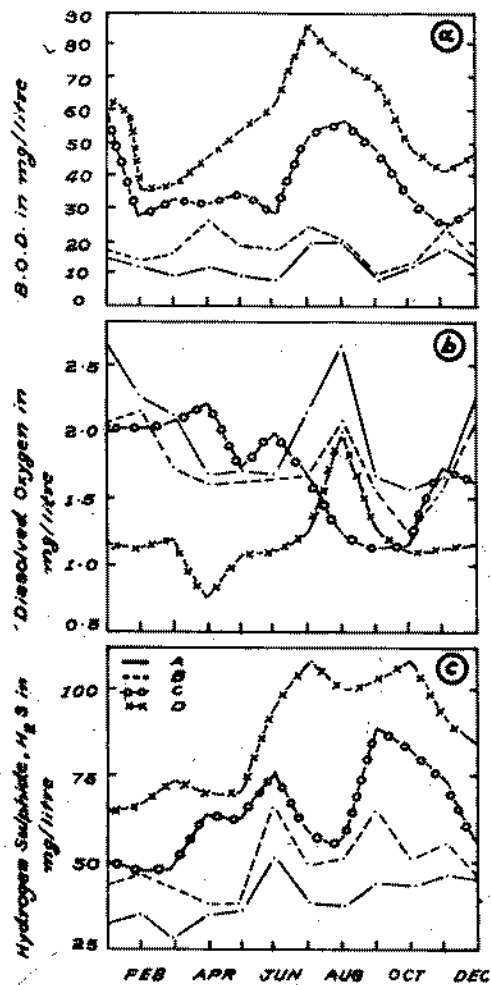 a
B.O.D. in mg/litre
90
80
70
60
50
40
30
20
10
0
b
Dissolved Oxygen in
mg/litre
2.5
2.0
1.5
1.0
0.5
c
A
B
C
D
Hydrogen Sulphide, H2S in
mg/litre
100
75
50
25
FEB APR JUN AUG OCT DEC